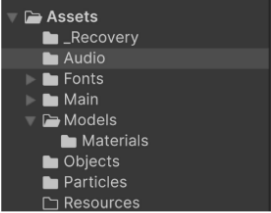 Assets
_Recovery
Audio
Fonts
Main
Models
Materials
Objects
Particles
Resources